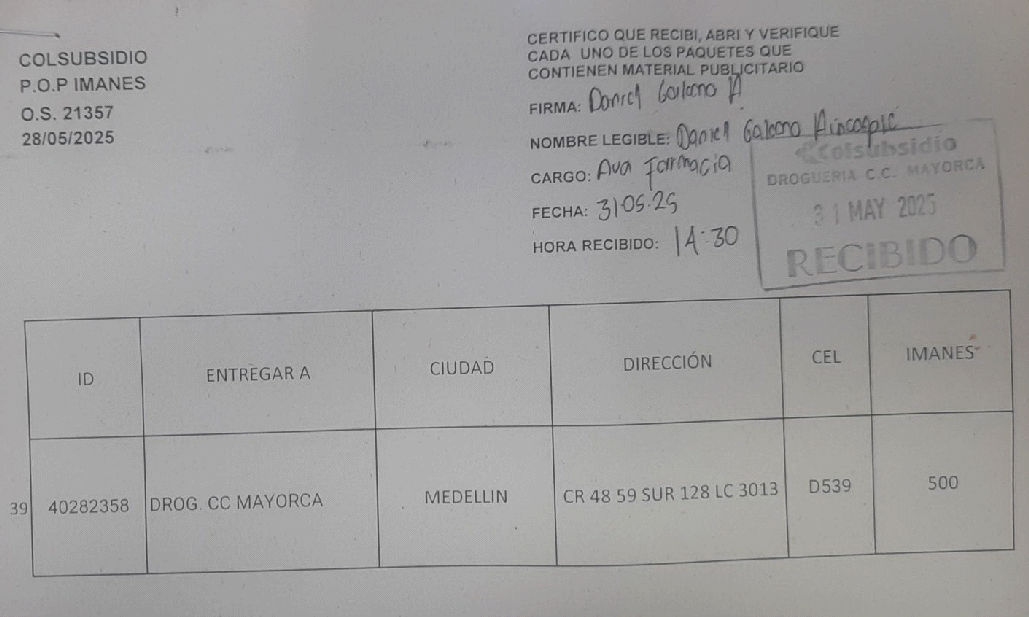 COLSUBSIDIO
P.O.P IMANES
O.S. 21357
28/05/2025
CERTIFICO QUE RECIBI, ABRI Y VERIFIQUE
CADA UNO DE LOS PAQUETES QUE
CONTIENEN MATERIAL PUBLICITARIO
FIRMA: Daniel
NOMBRE LEGIBLE: Daniel
CARGO: Aux Farmacia
FECHA: 31·05·25
HORA RECIBIDO: 14:30
Colsubsidio
DROGUERIA C.C. MAYORCA
31 MAY 2025
RECIBIDO
ID ENTREGAR A CIUDAD DIRECCIÓN CEL IMANES
39 40282358 DROG. CC MAYORCA MEDELLIN CR 48 59 SUR 128 LC 3013 D539 500